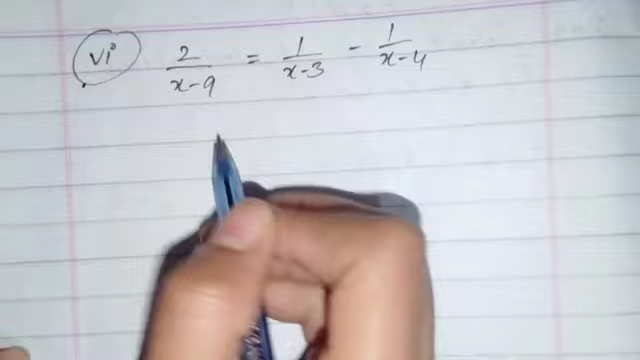 vi 2/(x-9) = 1/(x-3) - 1/(x-4)